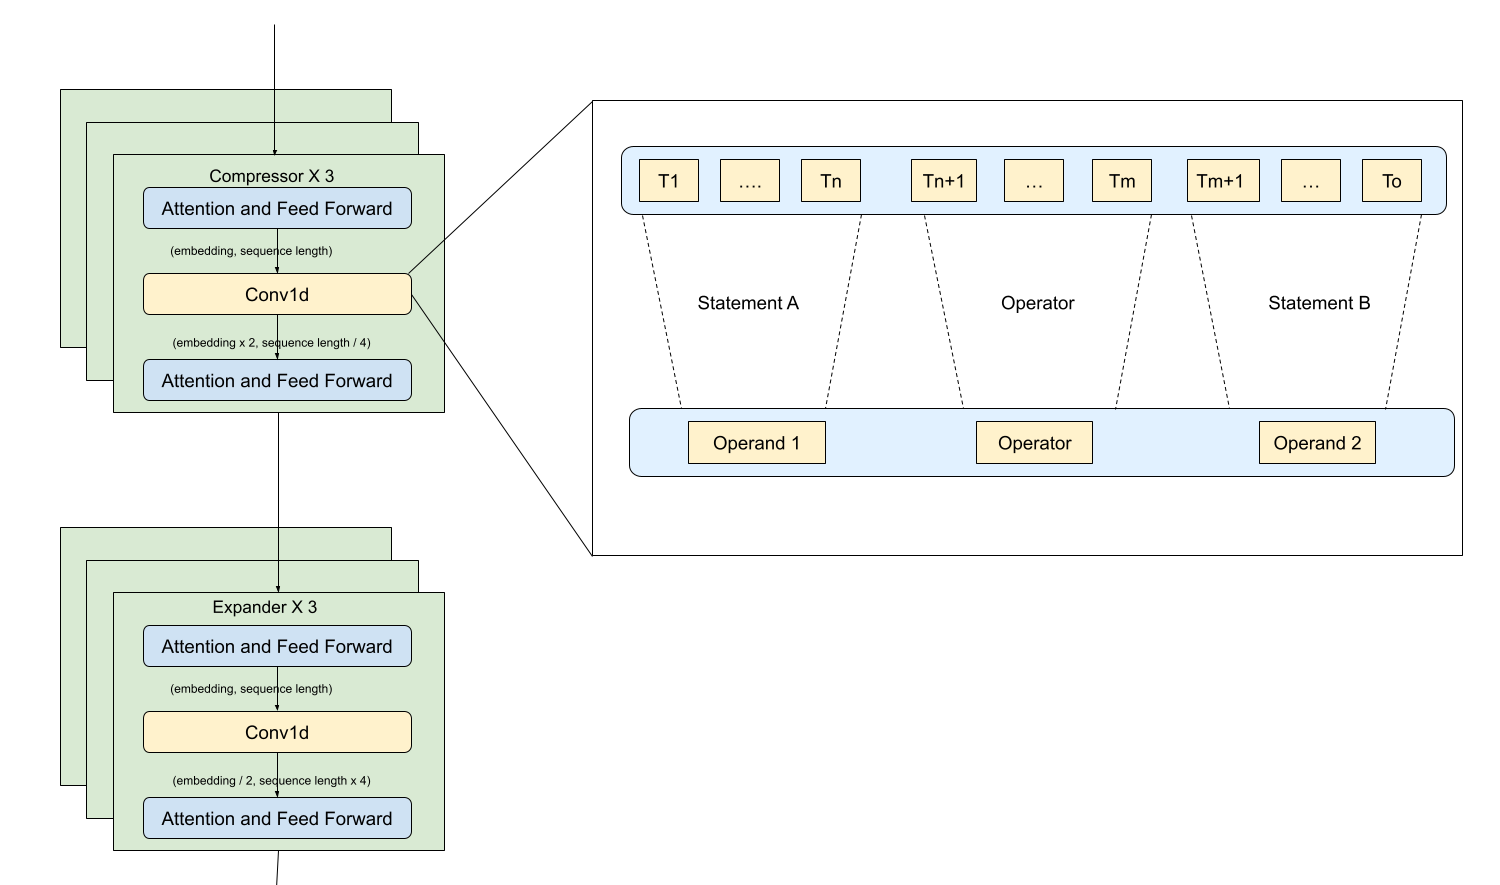 Compressor X 3
Attention and Feed Forward
(embedding, sequence length)
Conv1d
(embedding x 2, sequence length / 4)
Attention and Feed Forward
T1 .... Tn Tn+1 ... Tm Tm+1 ... To
Statement A Operator Statement B
Operand 1 Operator Operand 2
Expander X 3
Attention and Feed Forward
(embedding, sequence length)
Conv1d
(embedding / 2, sequence length x 4)
Attention and Feed Forward